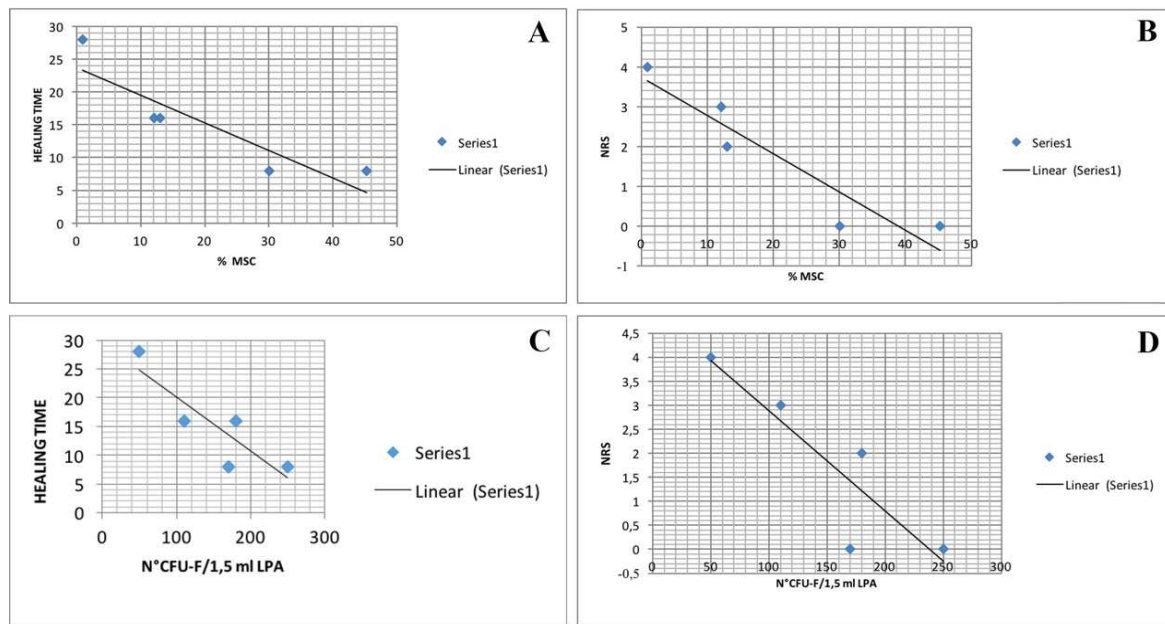 A
30
25
20
15
10
5
0
HEALING TIME
0 10 20 30 40 50
% MSC
Series1
Linear (Series1)
B
5
4
3
2
1
0
-1
NRS
0 10 20 30 40 50
% MSC
Series1
Linear (Series1)
C
30
25
20
15
10
5
0
HEALING TIME
0 100 200 300
N°CFU-F/1,5 ml LPA
Series1
Linear (Series1)
D
4,5
4
3,5
3
2,5
2
1,5
1
0,5
0
-0,5
NRS
0 50 100 150 200 250 300
N°CFU-F/1,5 ml LPA
Series1
Linear (Series1)